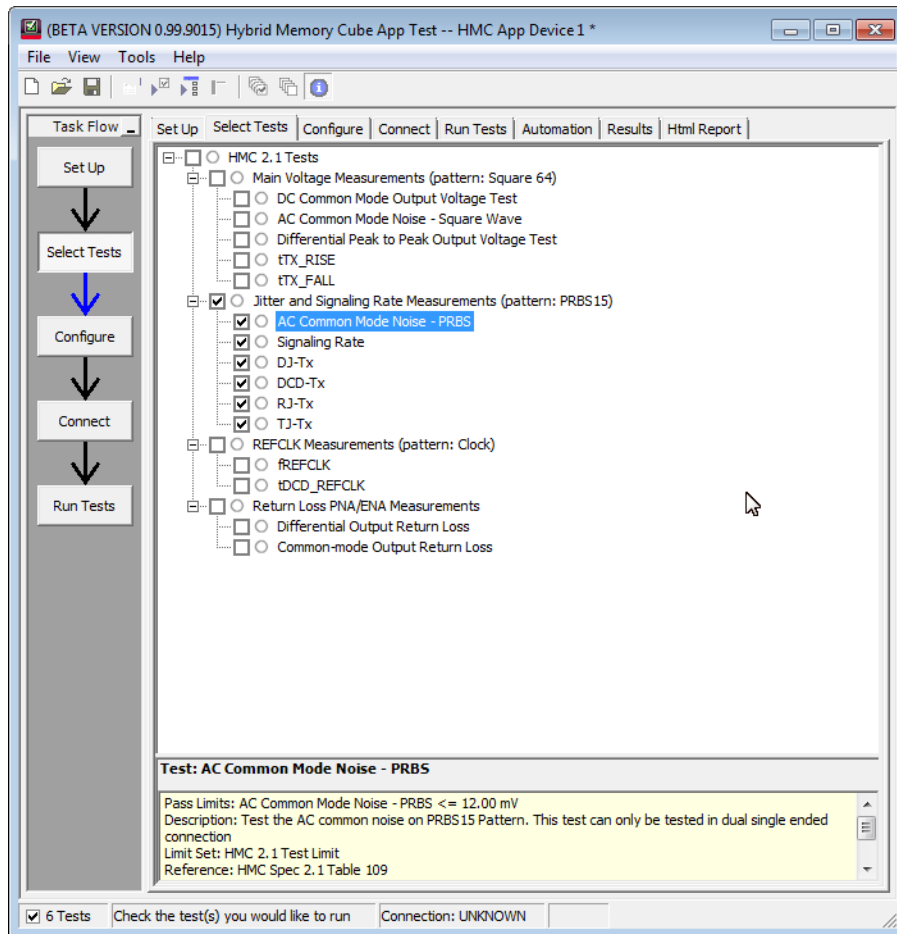 (BETA VERSION 0.99.9015) Hybrid Memory Cube App Test -- HMC App Device 1 *
File View Tools Help
Task Flow
Set Up
Select Tests
Configure
Connect
Run Tests
Set Up Select Tests Configure Connect Run Tests Automation Results Html Report
HMC 2.1 Tests
Main Voltage Measurements (pattern: Square 64)
DC Common Mode Output Voltage Test
AC Common Mode Noise - Square Wave
Differential Peak to Peak Output Voltage Test
tTX_RISE
tTX_FALL
Jitter and Signaling Rate Measurements (pattern: PRBS15)
AC Common Mode Noise - PRBS
Signaling Rate
DJ-Tx
DCD-Tx
RJ-Tx
TJ-Tx
REFCLK Measurements (pattern: Clock)
fREFCLK
tDCD_REFCLK
Return Loss PNA/ENA Measurements
Differential Output Return Loss
Common-mode Output Return Loss
Test: AC Common Mode Noise - PRBS
Pass Limits: AC Common Mode Noise - PRBS <= 12.00 mV
Description: Test the AC common noise on PRBS15 Pattern. This test can only be tested in dual single ended
connection
Limit Set: HMC 2.1 Test Limit
Reference: HMC Spec 2.1 Table 109
6 Tests Check the test(s) you would like to run Connection: UNKNOWN